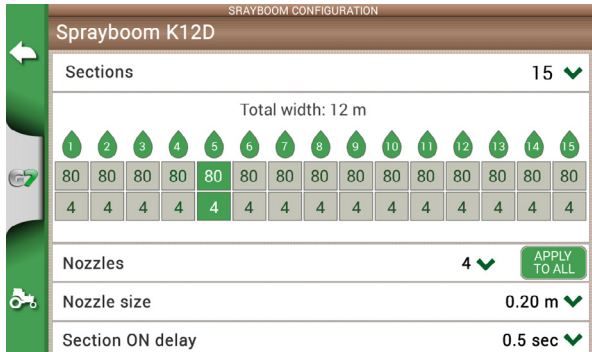 SRAYBOOM CONFIGURATION
Sprayboom K12D
Sections 15
Total width: 12 m
1 2 3 4 5 6 7 8 9 10 11 12 13 14 15
80 80 80 80 80 80 80 80 80 80 80 80 80 80 80
4 4 4 4 4 4 4 4 4 4 4 4 4 4 4
G7
Nozzles 4 APPLY
TO ALL
Nozzle size 0.20 m
Section ON delay 0.5 sec